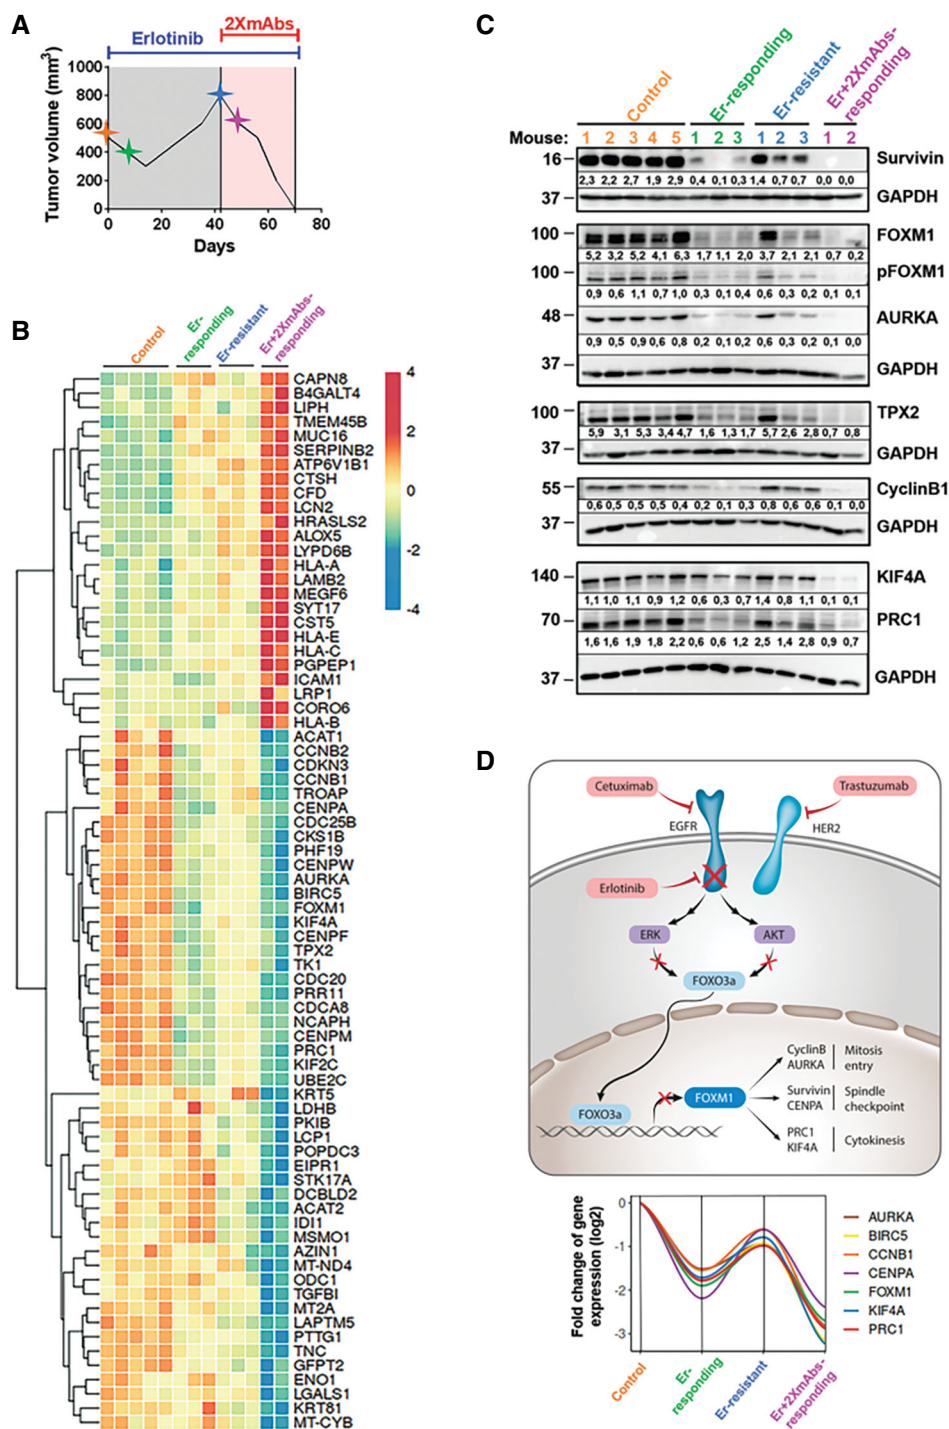 A
2XmAbs
Erlotinib
Tumor volume (mm3)
1000
800
600
400
200
0
0 20 40 60 80
Days
B
Control
Er-responding
Er-resistant
Er+2XmAbs-responding
CAPN8
B4GALT4
LIPH
TMEM45B
MUC16
SERPINB2
ATP6V1B1
CTSH
CFD
LCN2
HRASLS2
ALOX5
LYPD6B
HLA-A
LAMB2
MEGF6
SYT17
CST5
HLA-E
HLA-C
PGPEP1
ICAM1
LRP1
CORO6
HLA-B
ACAT1
CCNB2
CDKN3
CCNB1
TROAP
CENPA
CDC25B
CKS1B
PHF19
CENPW
AURKA
BIRC5
FOXM1
KIF4A
CENPF
TPX2
TK1
CDC20
PRR11
CDCA8
NCAPH
CENPM
PRC1
KIF2C
UBE2C
KRT5
LDHB
PKIB
LCP1
POPDC3
EIPR1
STK17A
DCBLD2
ACAT2
IDI1
MSMO1
AZIN1
MT-ND4
ODC1
TGFBI
MT2A
LAPTM5
PTTG1
TNC
GFPT2
ENO1
LGALS1
KRT81
MT-CYB
4
2
0
-2
-4
C
Control
Er-responding
Er-resistant
Er+2XmAbs-responding
Mouse: 1 2 3 4 5 1 2 3 1 2 3 1 2
16 Survivin
2,3 2,2 2,7 1,9 2,9 0,4 0,1 0,3 1,4 0,7 0,7 0,0 0,0
37 GAPDH
100 FOXM1
5,2 3,2 5,2 4,1 6,3 1,7 1,1 2,0 3,7 2,1 2,1 0,7 0,2
100 pFOXM1
0,9 0,6 1,1 0,7 1,0 0,3 0,1 0,4 0,6 0,3 0,2 0,1 0,1
48 AURKA
0,9 0,5 0,9 0,6 0,8 0,2 0,0 0,2 0,6 0,2 0,2 0,1 0,0
37 GAPDH
100 TPX2
5,9 3,1 5,3 3,4 4,7 1,6 1,3 1,7 5,7 2,6 2,8 0,7 0,8
37 GAPDH
55 CyclinB1
0,6 0,5 0,5 0,5 0,4 0,2 0,1 0,3 0,8 0,6 0,6 0,1 0,0
37 GAPDH
140 KIF4A
1,1 1,0 1,1 0,9 1,2 0,6 0,3 0,7 1,4 0,8 1,1 0,1 0,1
70 PRC1
1,6 1,6 1,9 1,8 2,2 0,6 0,6 1,2 2,5 1,4 2,8 0,9 0,7
37 GAPDH
D
Cetuximab
Trastuzumab
EGFR
HER2
Erlotinib
ERK
AKT
FOXO3a
FOXO3a
FOXM1
CyclinB
AURKA
Mitosis
entry
Survivin
CENPA
Spindle
checkpoint
PRC1
KIF4A
Cytokinesis
Fold change of gene
expression (log2)
0
-1
-2
-3
Control
Er-responding
Er-resistant
Er+2XmAbs-responding
AURKA
BIRC5
CCNB1
CENPA
FOXM1
KIF4A
PRC1